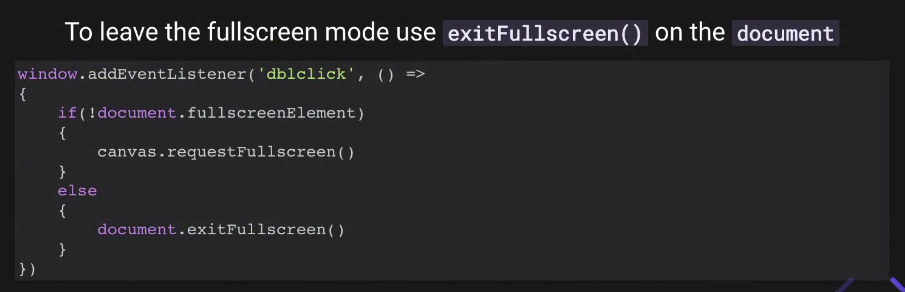 To leave the fullscreen mode use exitFullscreen() on the document
window.addEventListener('dblclick', () =>
{
    if(!document.fullscreenElement)
    {
        canvas.requestFullscreen()
    }
    else
    {
        document.exitFullscreen()
    }
})